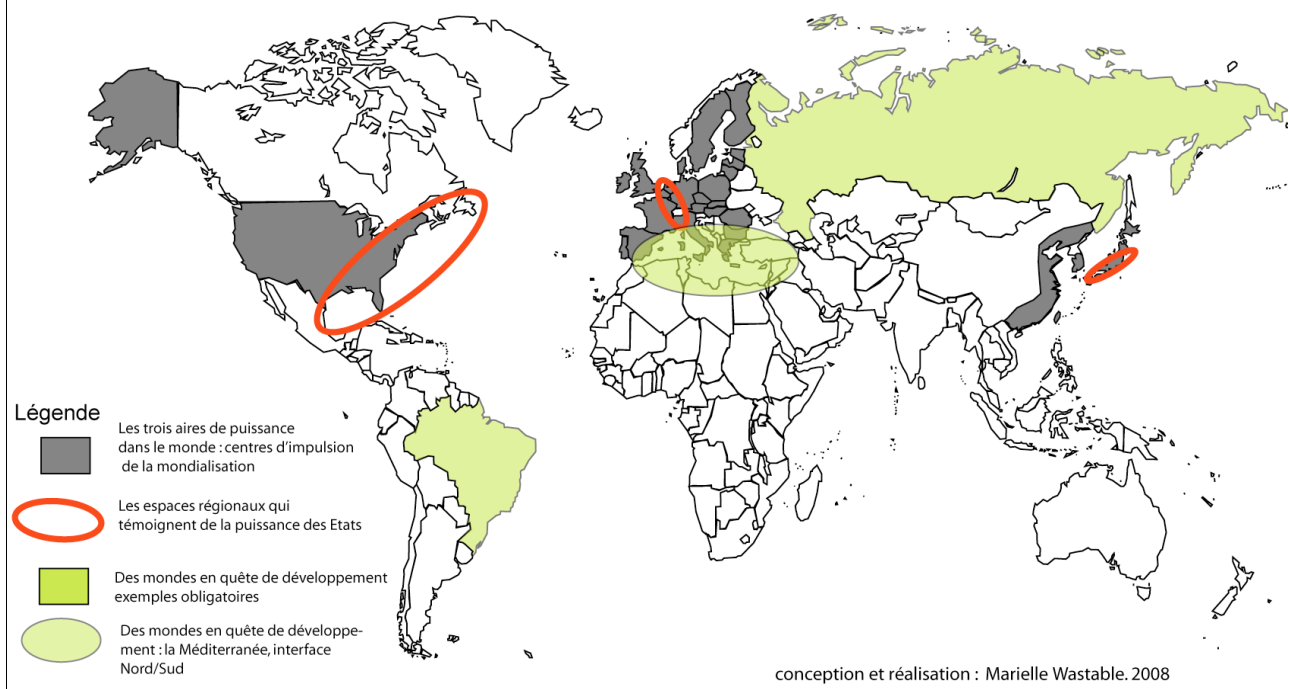 Légende
Les trois aires de puissance
dans le monde : centres d'impulsion
de la mondialisation
Les espaces régionaux qui
témoignent de la puissance des Etats
Des mondes en quête de développement
exemples obligatoires
Des mondes en quête de développe-
ment : la Méditerranée, interface
Nord/Sud
conception et réalisation : Marielle Wastable. 2008